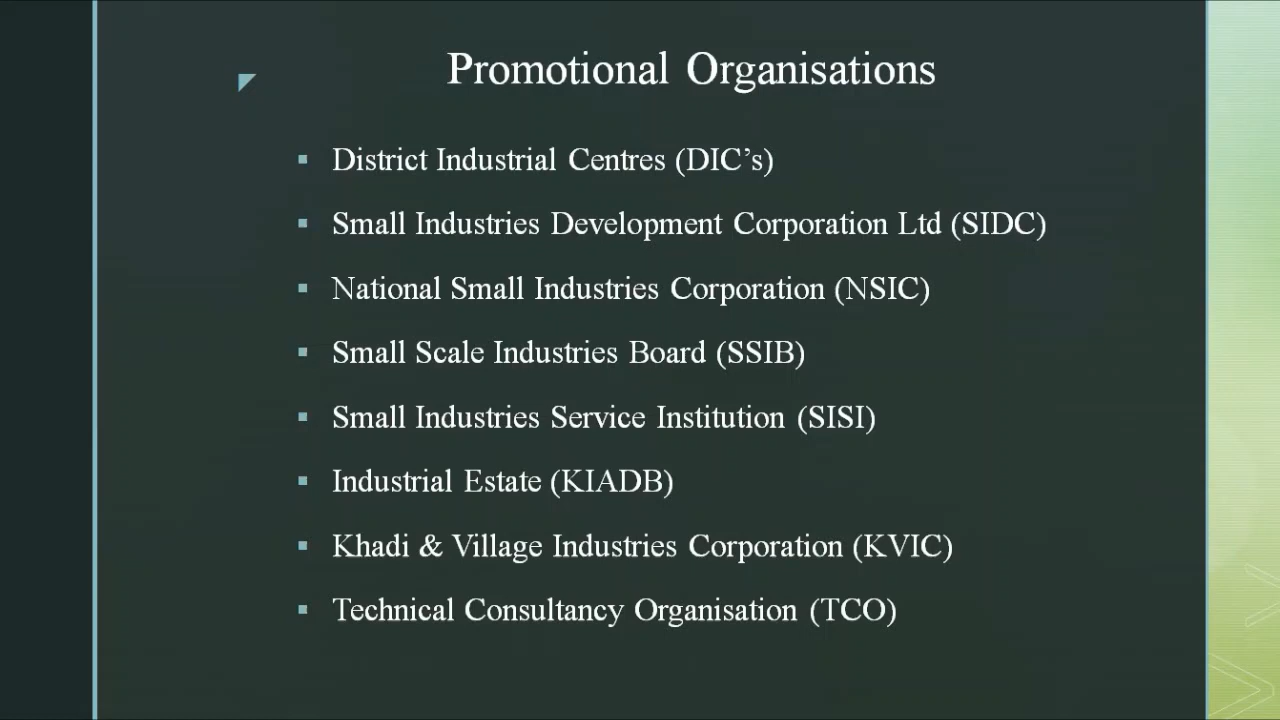 Promotional Organisations
▪ District Industrial Centres (DIC’s)
▪ Small Industries Development Corporation Ltd (SIDC)
▪ National Small Industries Corporation (NSIC)
▪ Small Scale Industries Board (SSIB)
▪ Small Industries Service Institution (SISI)
▪ Industrial Estate (KIADB)
▪ Khadi & Village Industries Corporation (KVIC)
▪ Technical Consultancy Organisation (TCO)